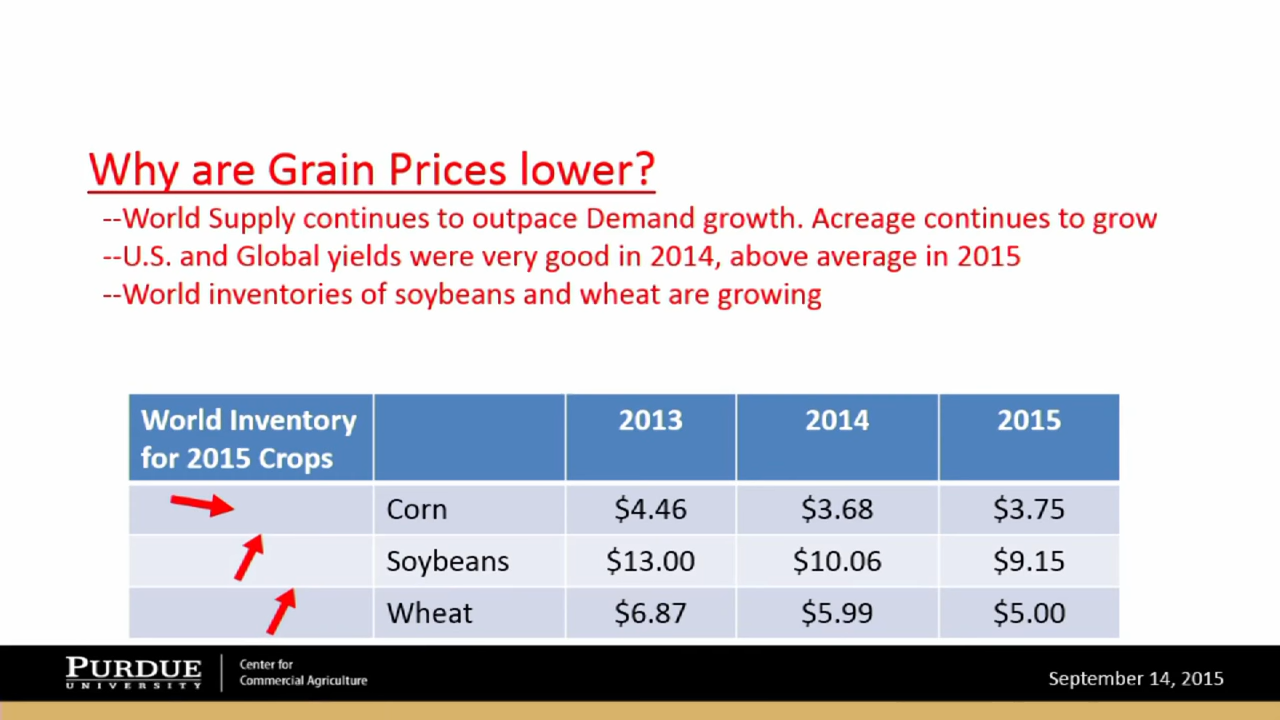 Why are Grain Prices lower?
--World Supply continues to outpace Demand growth. Acreage continues to grow
--U.S. and Global yields were very good in 2014, above average in 2015
--World inventories of soybeans and wheat are growing
World Inventory for 2015 Crops 2013 2014 2015
Corn $4.46 $3.68 $3.75
Soybeans $13.00 $10.06 $9.15
Wheat $6.87 $5.99 $5.00
PURDUE
UNIVERSITY
Center for
Commercial Agriculture
September 14, 2015